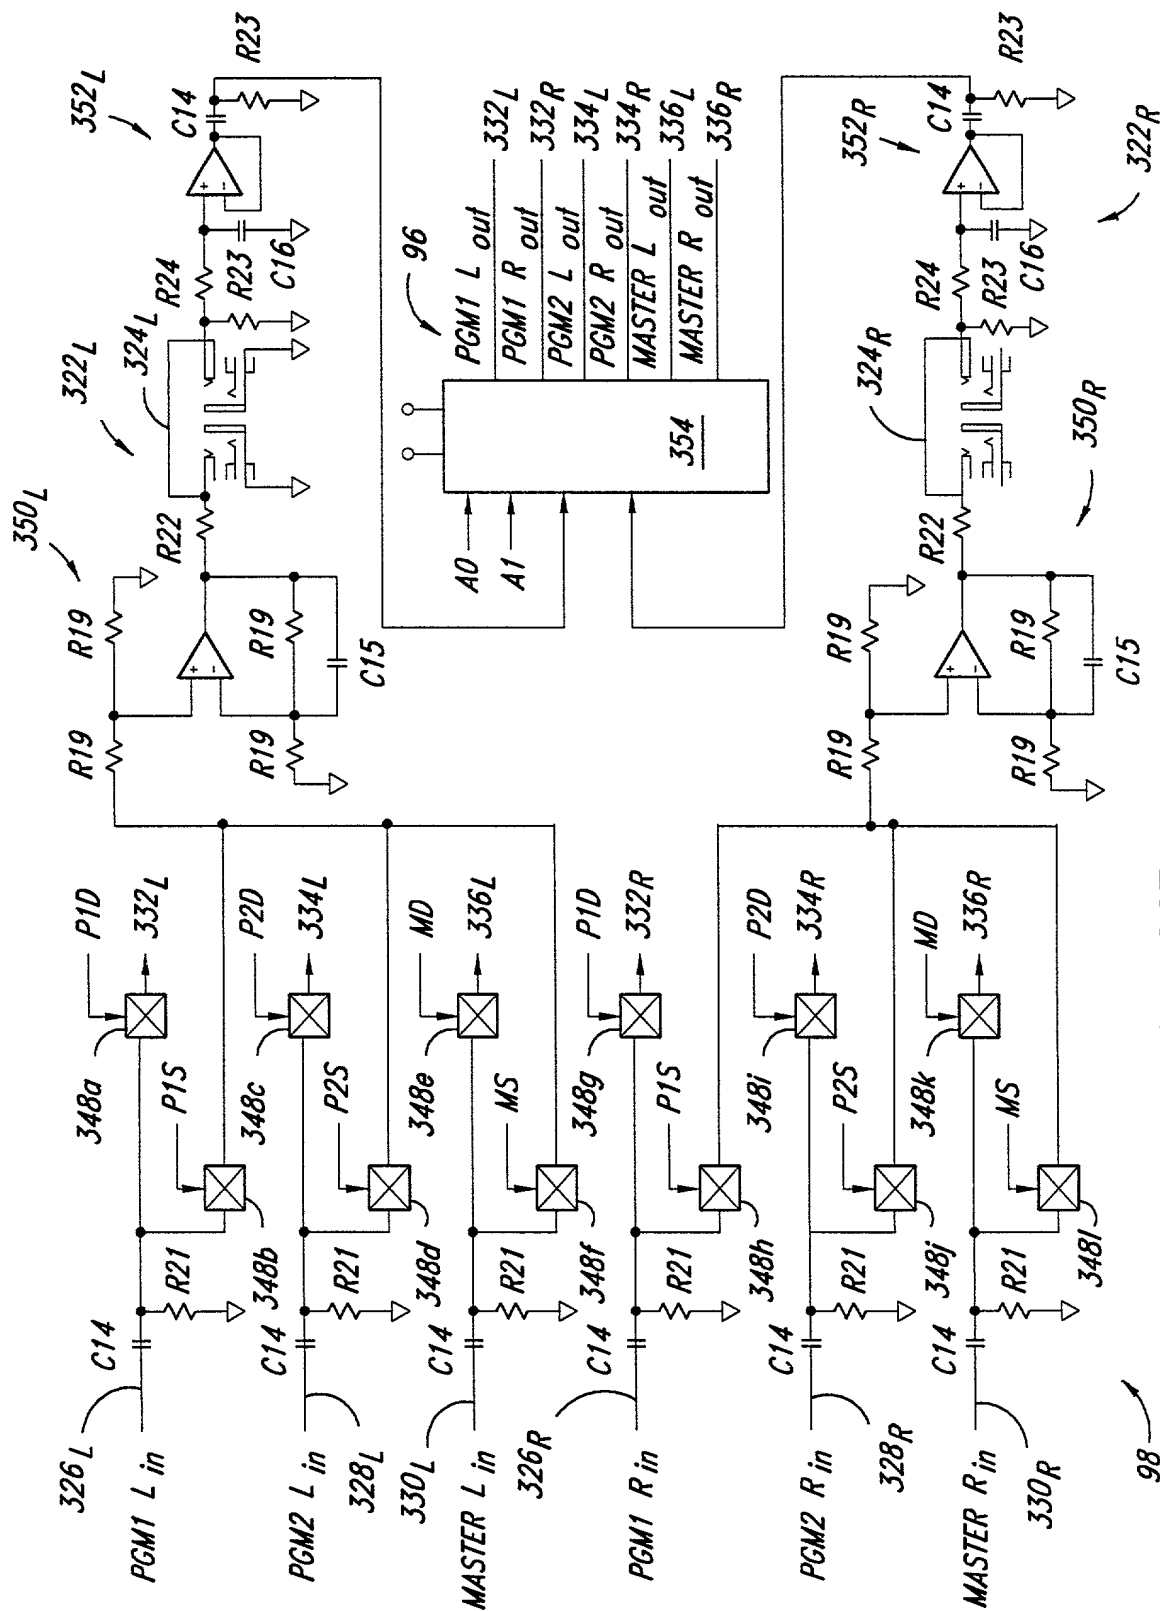 PGM1 L in
326L
C14
R21
348b
P1S
348a
P1D
332L
PGM2 L in
328L
C14
R21
348d
P2S
348c
P2D
334L
MASTER L in
330L
C14
R21
348f
MS
348e
MD
336L
PGM1 R in
326R
C14
R21
348h
P1S
348g
P1D
332R
PGM2 R in
328R
C14
R21
348j
P2S
348i
P2D
334R
MASTER R in
330R
C14
R21
348l
MS
348k
MD
336R
98
R19
R19
350L
+
-
R19
R19
C15
R22
322L
324L
R24
R23
C16
352L
+
-
C14
R23
A0
A1
354
96
PGM1 L out 332L
PGM1 R out 332R
PGM2 L out 334L
PGM2 R out 334R
MASTER L out 336L
MASTER R out 336R
R19
R19
+
-
R19
R19
C15
R22
350R
324R
R24
R23
C16
352R
+
-
C14
R23
322R